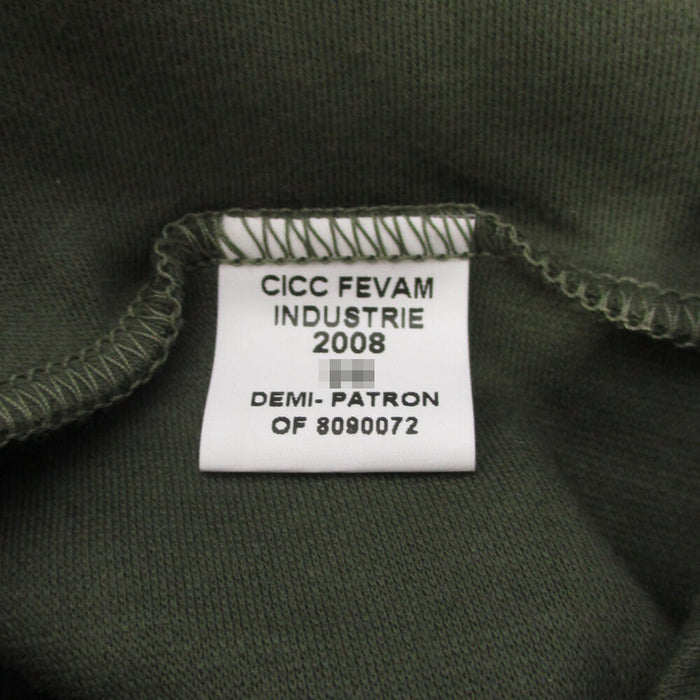 CICC FEVAM
INDUSTRIE
2008
DEMI- PATRON
OF 8090072